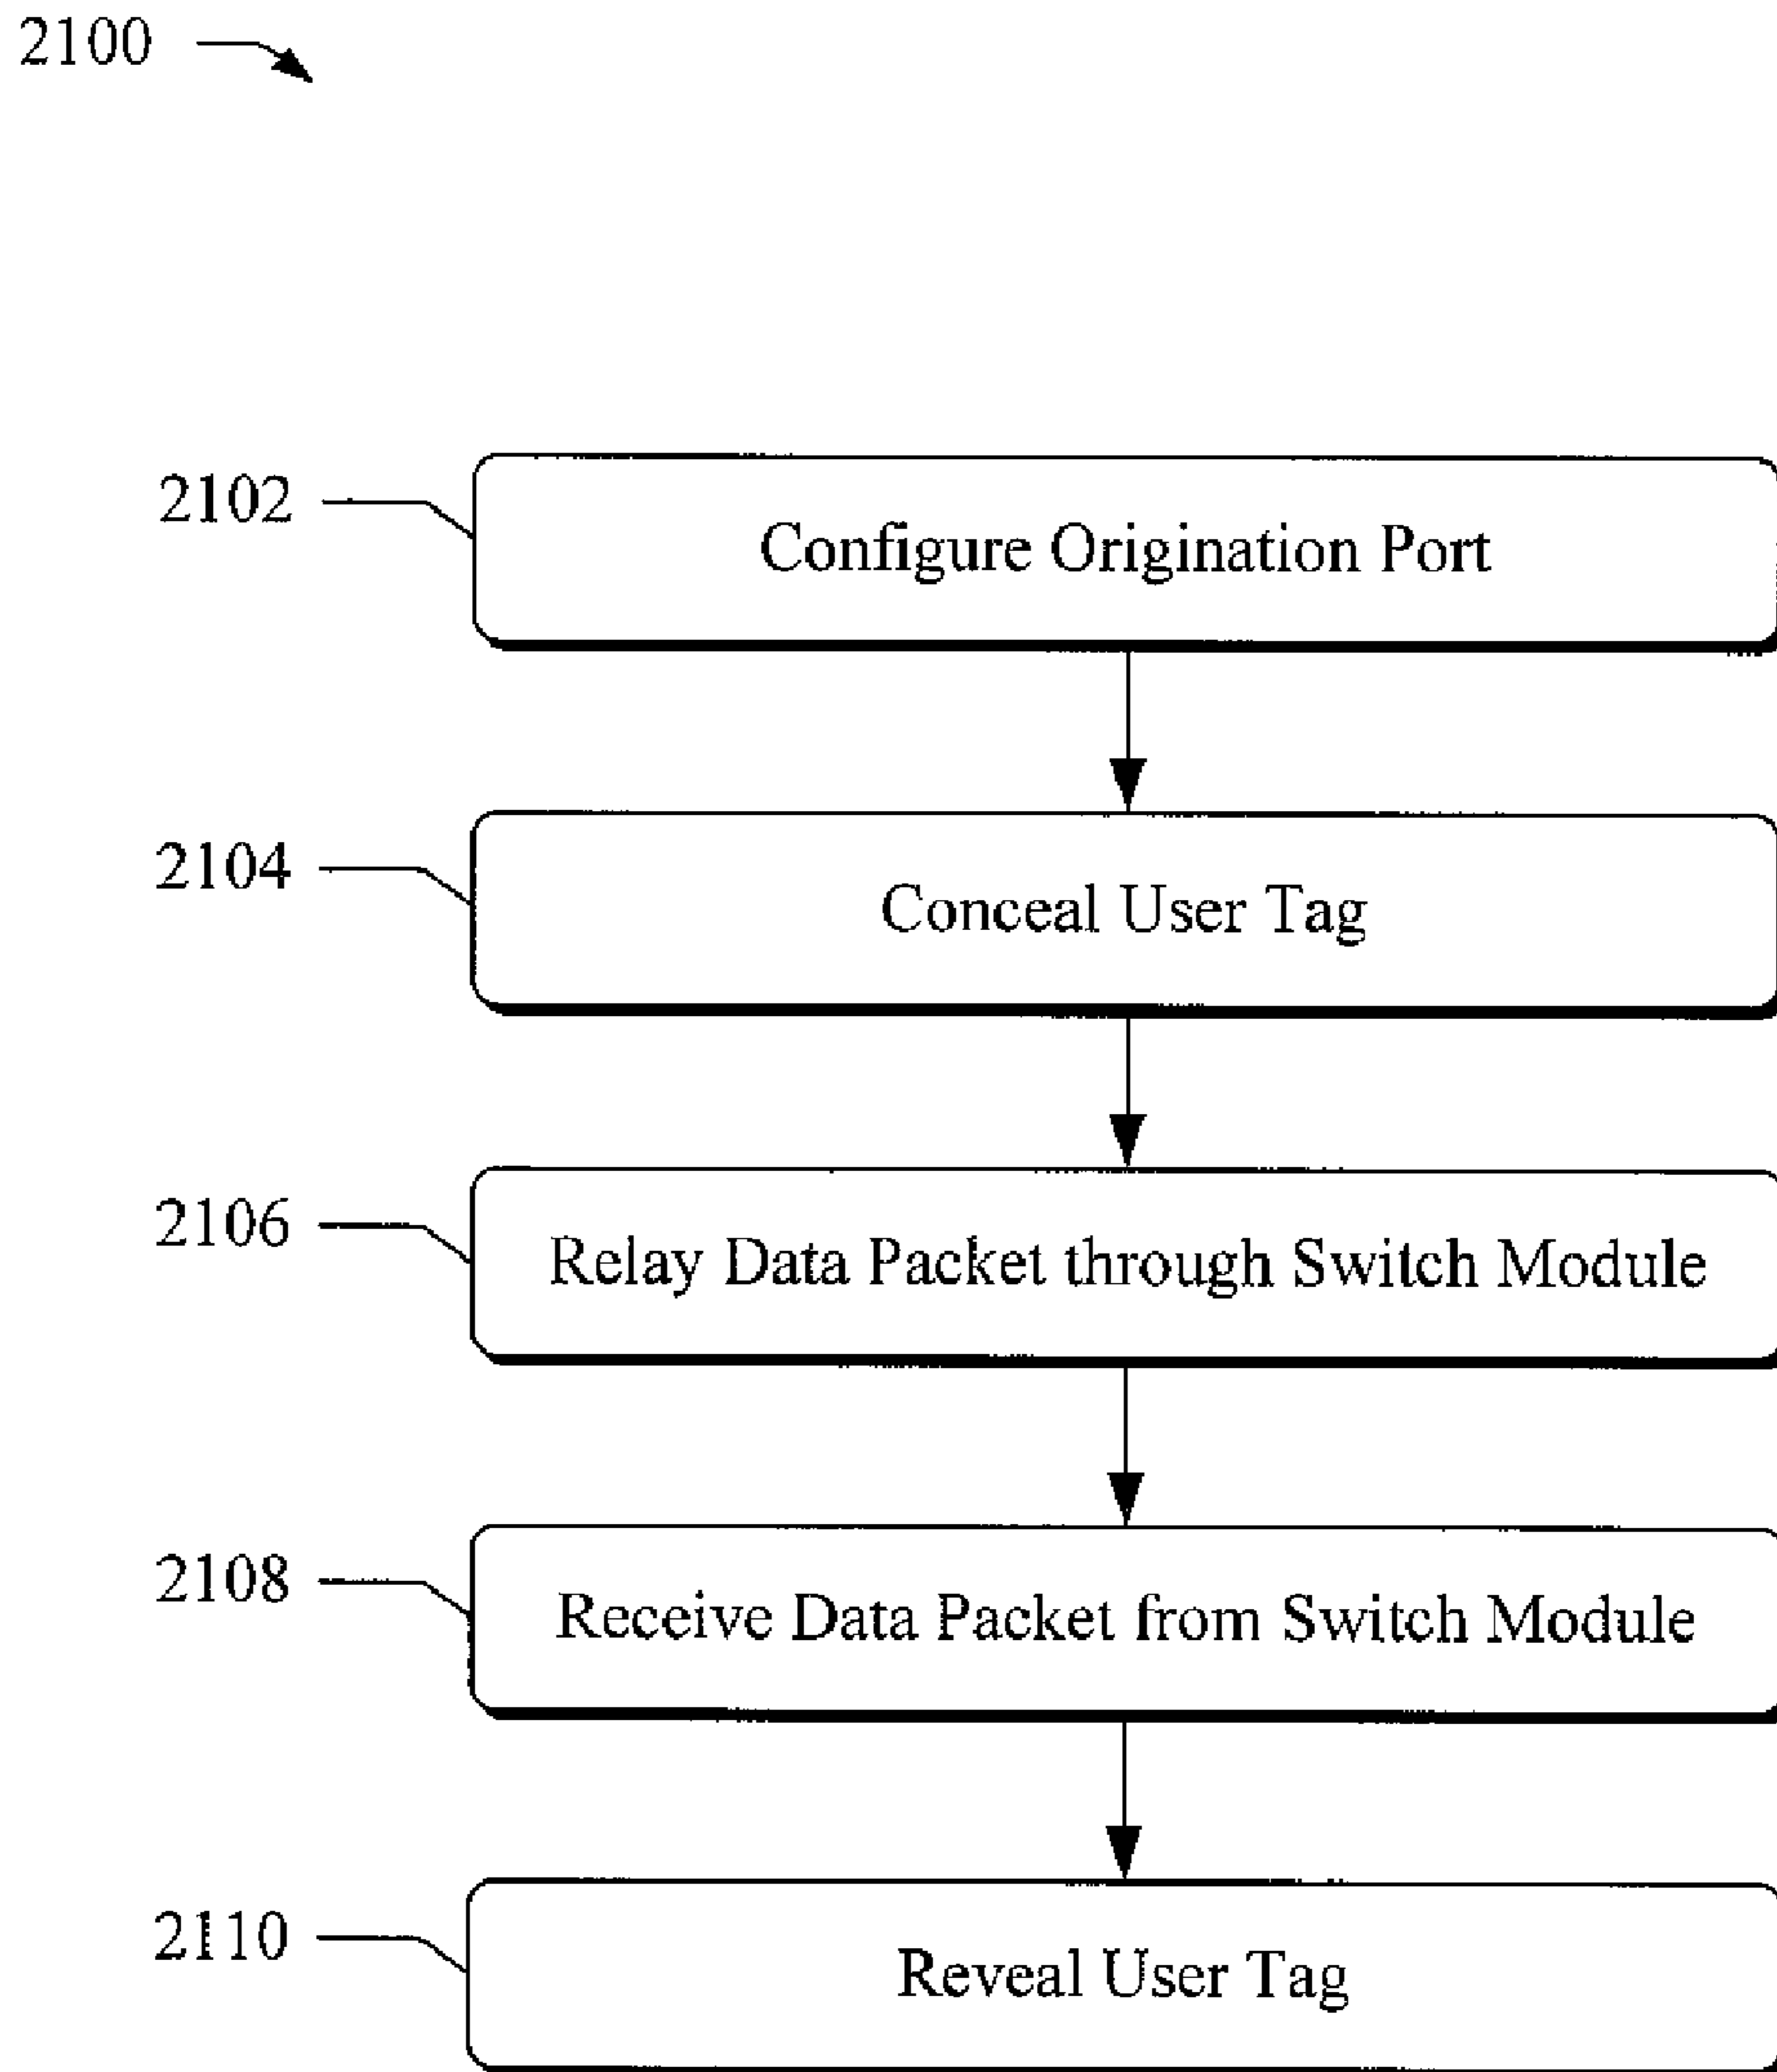 2100
2102
Configure Origination Port
2104
Conceal User Tag
2106
Relay Data Packet through Switch Module
2108
Receive Data Packet from Switch Module
2110
Reveal User Tag